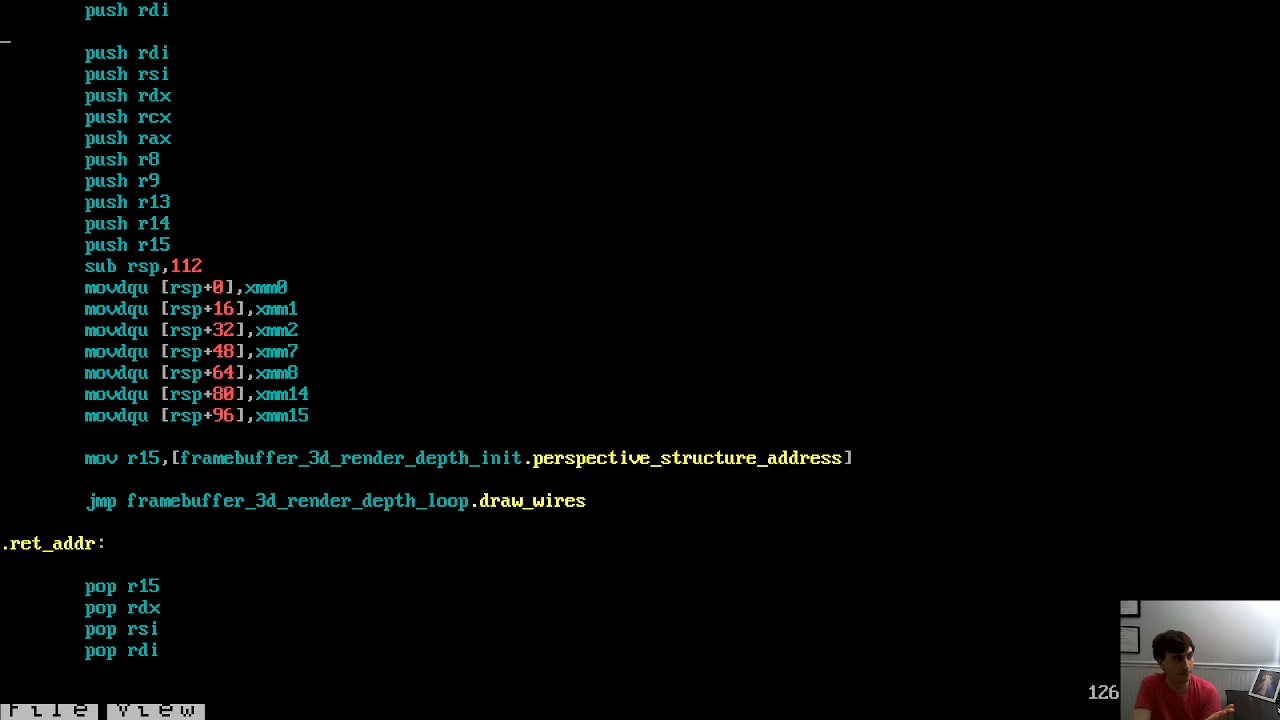 push rdi
push rdi
push rsi
push rdx
push rcx
push rax
push r8
push r9
push r13
push r14
push r15
sub rsp,112
movdqu [rsp+0],xmm0
movdqu [rsp+16],xmm1
movdqu [rsp+32],xmm2
movdqu [rsp+48],xmm7
movdqu [rsp+64],xmm8
movdqu [rsp+80],xmm14
movdqu [rsp+96],xmm15
mov r15,[framebuffer_3d_render_depth_init.perspective_structure_address]
jmp framebuffer_3d_render_depth_loop.draw_wires
.ret_addr:
pop r15
pop rdx
pop rsi
pop rdi
126
File View